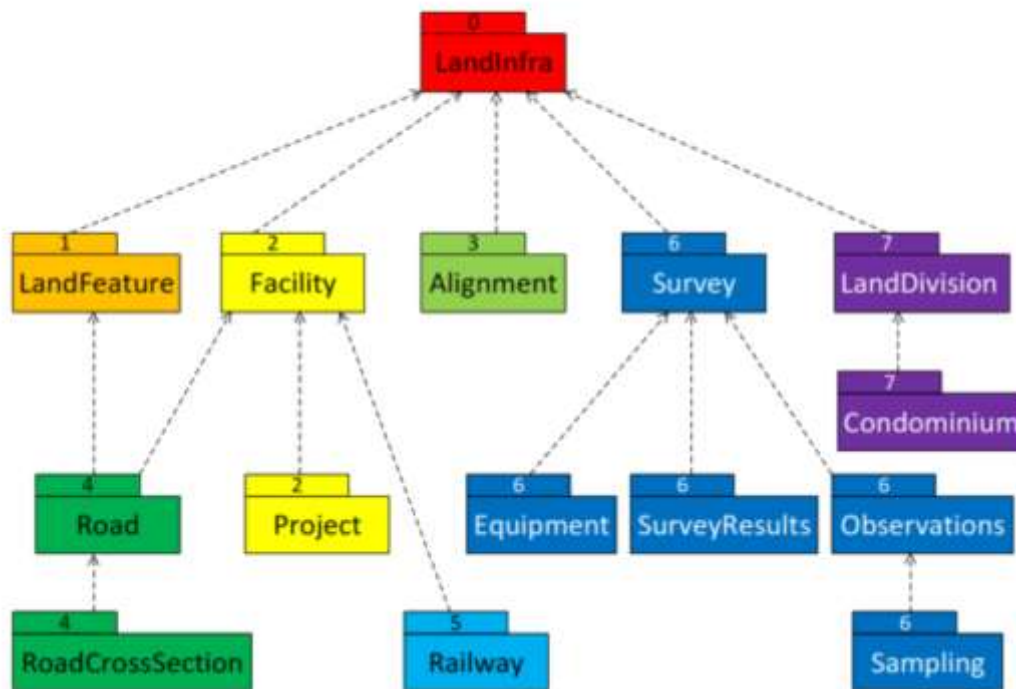 0
LandInfra
1
LandFeature
2
Facility
3
Alignment
6
Survey
7
LandDivision
7
Condominium
4
Road
2
Project
6
Equipment
6
SurveyResults
6
Observations
4
RoadCrossSection
5
Railway
6
Sampling